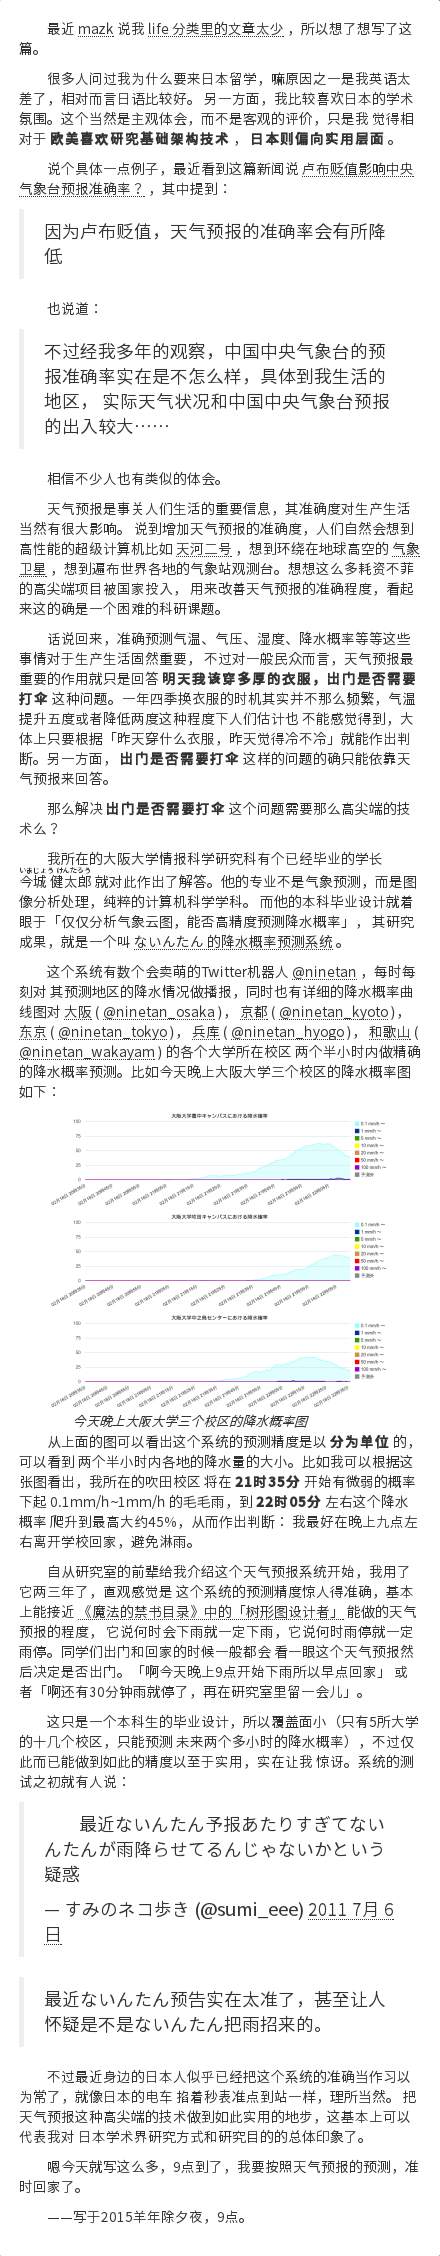 最近 mazk 说我 life 分类里的文章太少 ，所以想了想写了这
篇。
很多人问过我为什么要来日本留学，嘛原因之一是我英语太
差了，相对而言日语比较好。 另一方面，我比较喜欢日本的学术
氛围。这个当然是主观体会，而不是客观的评价，只是我 觉得相
对于 欧美喜欢研究基础架构技术 ， 日本则偏向实用层面 。
说个具体一点例子，最近看到这篇新闻说 卢布贬值影响中央
气象台预报准确率？ ，其中提到：
因为卢布贬值，天气预报的准确率会有所降
低
也说道：
不过经我多年的观察，中国中央气象台的预
报准确率实在是不怎么样，具体到我生活的
地区， 实际天气状况和中国中央气象台预报
的出入较大……
相信不少人也有类似的体会。
天气预报是事关人们生活的重要信息，其准确度对生产生活
当然有很大影响。 说到增加天气预报的准确度，人们自然会想到
高性能的超级计算机比如 天河二号 ，想到环绕在地球高空的 气象
卫星 ，想到遍布世界各地的气象站观测台。想想这么多耗资不菲
的高尖端项目被国家投入， 用来改善天气预报的准确程度，看起
来这的确是一个困难的科研课题。
话说回来，准确预测气温、气压、湿度、降水概率等等这些
事情对于生产生活固然重要， 不过对一般民众而言，天气预报最
重要的作用就只是回答 明天我该穿多厚的衣服，出门是否需要
打伞 这种问题。一年四季换衣服的时机其实并不那么频繁，气温
提升五度或者降低两度这种程度下人们估计也 不能感觉得到，大
体上只要根据「昨天穿什么衣服，昨天觉得冷不冷」就能作出判
断。另一方面， 出门是否需要打伞 这样的问题的确只能依靠天
气预报来回答。
那么解决 出门是否需要打伞 这个问题需要那么高尖端的技
术么？
我所在的大阪大学情报科学研究科有个已经毕业的学长
いまじょう けんたろう
今城 健太郎 就对此作出了解答。他的专业不是气象预测，而是图
像分析处理，纯粹的计算机科学学科。 而他的本科毕业设计就着
眼于「仅仅分析气象云图，能否高精度预测降水概率」， 其研究
成果，就是一个叫 ないんたん 的降水概率预测系统 。
这个系统有数个会卖萌的Twitter机器人 @ninetan ，每时每
刻对 其预测地区的降水情况做播报，同时也有详细的降水概率曲
线图对 大阪 ( @ninetan_osaka )， 京都 ( @ninetan_kyoto )，
东京 ( @ninetan_tokyo )， 兵库 ( @ninetan_hyogo )， 和歌山 (
@ninetan_wakayam ) 的各个大学所在校区 两个半小时内做精确
的降水概率预测。比如今天晚上大阪大学三个校区的降水概率图
如下：
大阪大学豊中キャンパスにおける降水確率
100
75
50
25
0
0.1 mm/h ～
1 mm/h ～
5 mm/h ～
10 mm/h ～
20 mm/h ～
50 mm/h ～
100 mm/h ～
予測外
大阪大学吹田キャンパスにおける降水確率
100
75
50
25
0
0.1 mm/h ～
1 mm/h ～
5 mm/h ～
10 mm/h ～
20 mm/h ～
50 mm/h ～
100 mm/h ～
予測外
大阪大学中之島センターにおける降水確率
100
75
50
25
0
0.1 mm/h ～
1 mm/h ～
5 mm/h ～
10 mm/h ～
20 mm/h ～
50 mm/h ～
100 mm/h ～
予測外
今天晚上大阪大学三个校区的降水概率图
从上面的图可以看出这个系统的预测精度是以 分为单位 的，
可以看到 两个半小时内各地的降水量的大小。比如我可以根据这
张图看出，我所在的吹田校区 将在 21时35分 开始有微弱的概率
下起 0.1mm/h~1mm/h 的毛毛雨，到 22时05分 左右这个降水
概率 爬升到最高大约45%，从而作出判断： 我最好在晚上九点左
右离开学校回家，避免淋雨。
自从研究室的前辈给我介绍这个天气预报系统开始，我用了
它两三年了，直观感觉是 这个系统的预测精度惊人得准确，基本
上能接近 《魔法的禁书目录》中的「树形图设计者」 能做的天气
预报的程度， 它说何时会下雨就一定下雨，它说何时雨停就一定
雨停。同学们出门和回家的时候一般都会 看一眼这个天气预报然
后决定是否出门。「啊今天晚上9点开始下雨所以早点回家」 或
者「啊还有30分钟雨就停了，再在研究室里留一会儿」。
这只是一个本科生的毕业设计，所以覆盖面小（只有5所大学
的十几个校区，只能预测 未来两个多小时的降水概率），不过仅
此而已能做到如此的精度以至于实用，实在让我 惊讶。系统的测
试之初就有人说：
最近ないんたん予报あたりすぎてない
んたんが雨降らせてるんじゃないかという
疑惑
— すみのネコ歩き (@sumi_eee) 2011 7月 6
日
最近ないんたん预告实在太准了，甚至让人
怀疑是不是ないんたん把雨招来的。
不过最近身边的日本人似乎已经把这个系统的准确当作习以
为常了，就像日本的电车 掐着秒表准点到站一样，理所当然。 把
天气预报这种高尖端的技术做到如此实用的地步，这基本上可以
代表我对 日本学术界研究方式和研究目的的总体印象了。
嗯今天就写这么多，9点到了，我要按照天气预报的预测，准
时回家了。
——写于2015羊年除夕夜，9点。